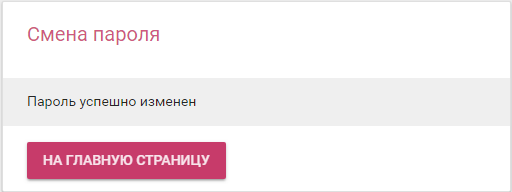 Смена пароля
Пароль успешно изменен
НА ГЛАВНУЮ СТРАНИЦУ